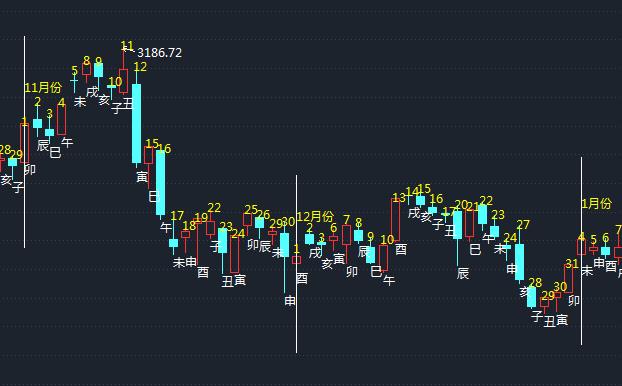 11
3186.72
8
9
12
5
10
戌
亥
未
子
丑
11月份
2
4
3
1
辰
午
15
16
28
29
巳
卯
寅
亥
子
巳
1月份
13
14
15
16
22
12月份
17
19
22
25
26
酉
戌
亥
子
丑
17
20
21
22
23
午
18
23
24
29
30
2
3
6
7
8
9
10
24
27
4
5
6
7
子
卯
辰
1
戌
巳
午
未
未
申
酉
未
亥
寅
卯
巳
酉
辰
申
31
未
申
酉
丑
寅
申
酉
午
亥
28
29
30
卯
子
丑
寅